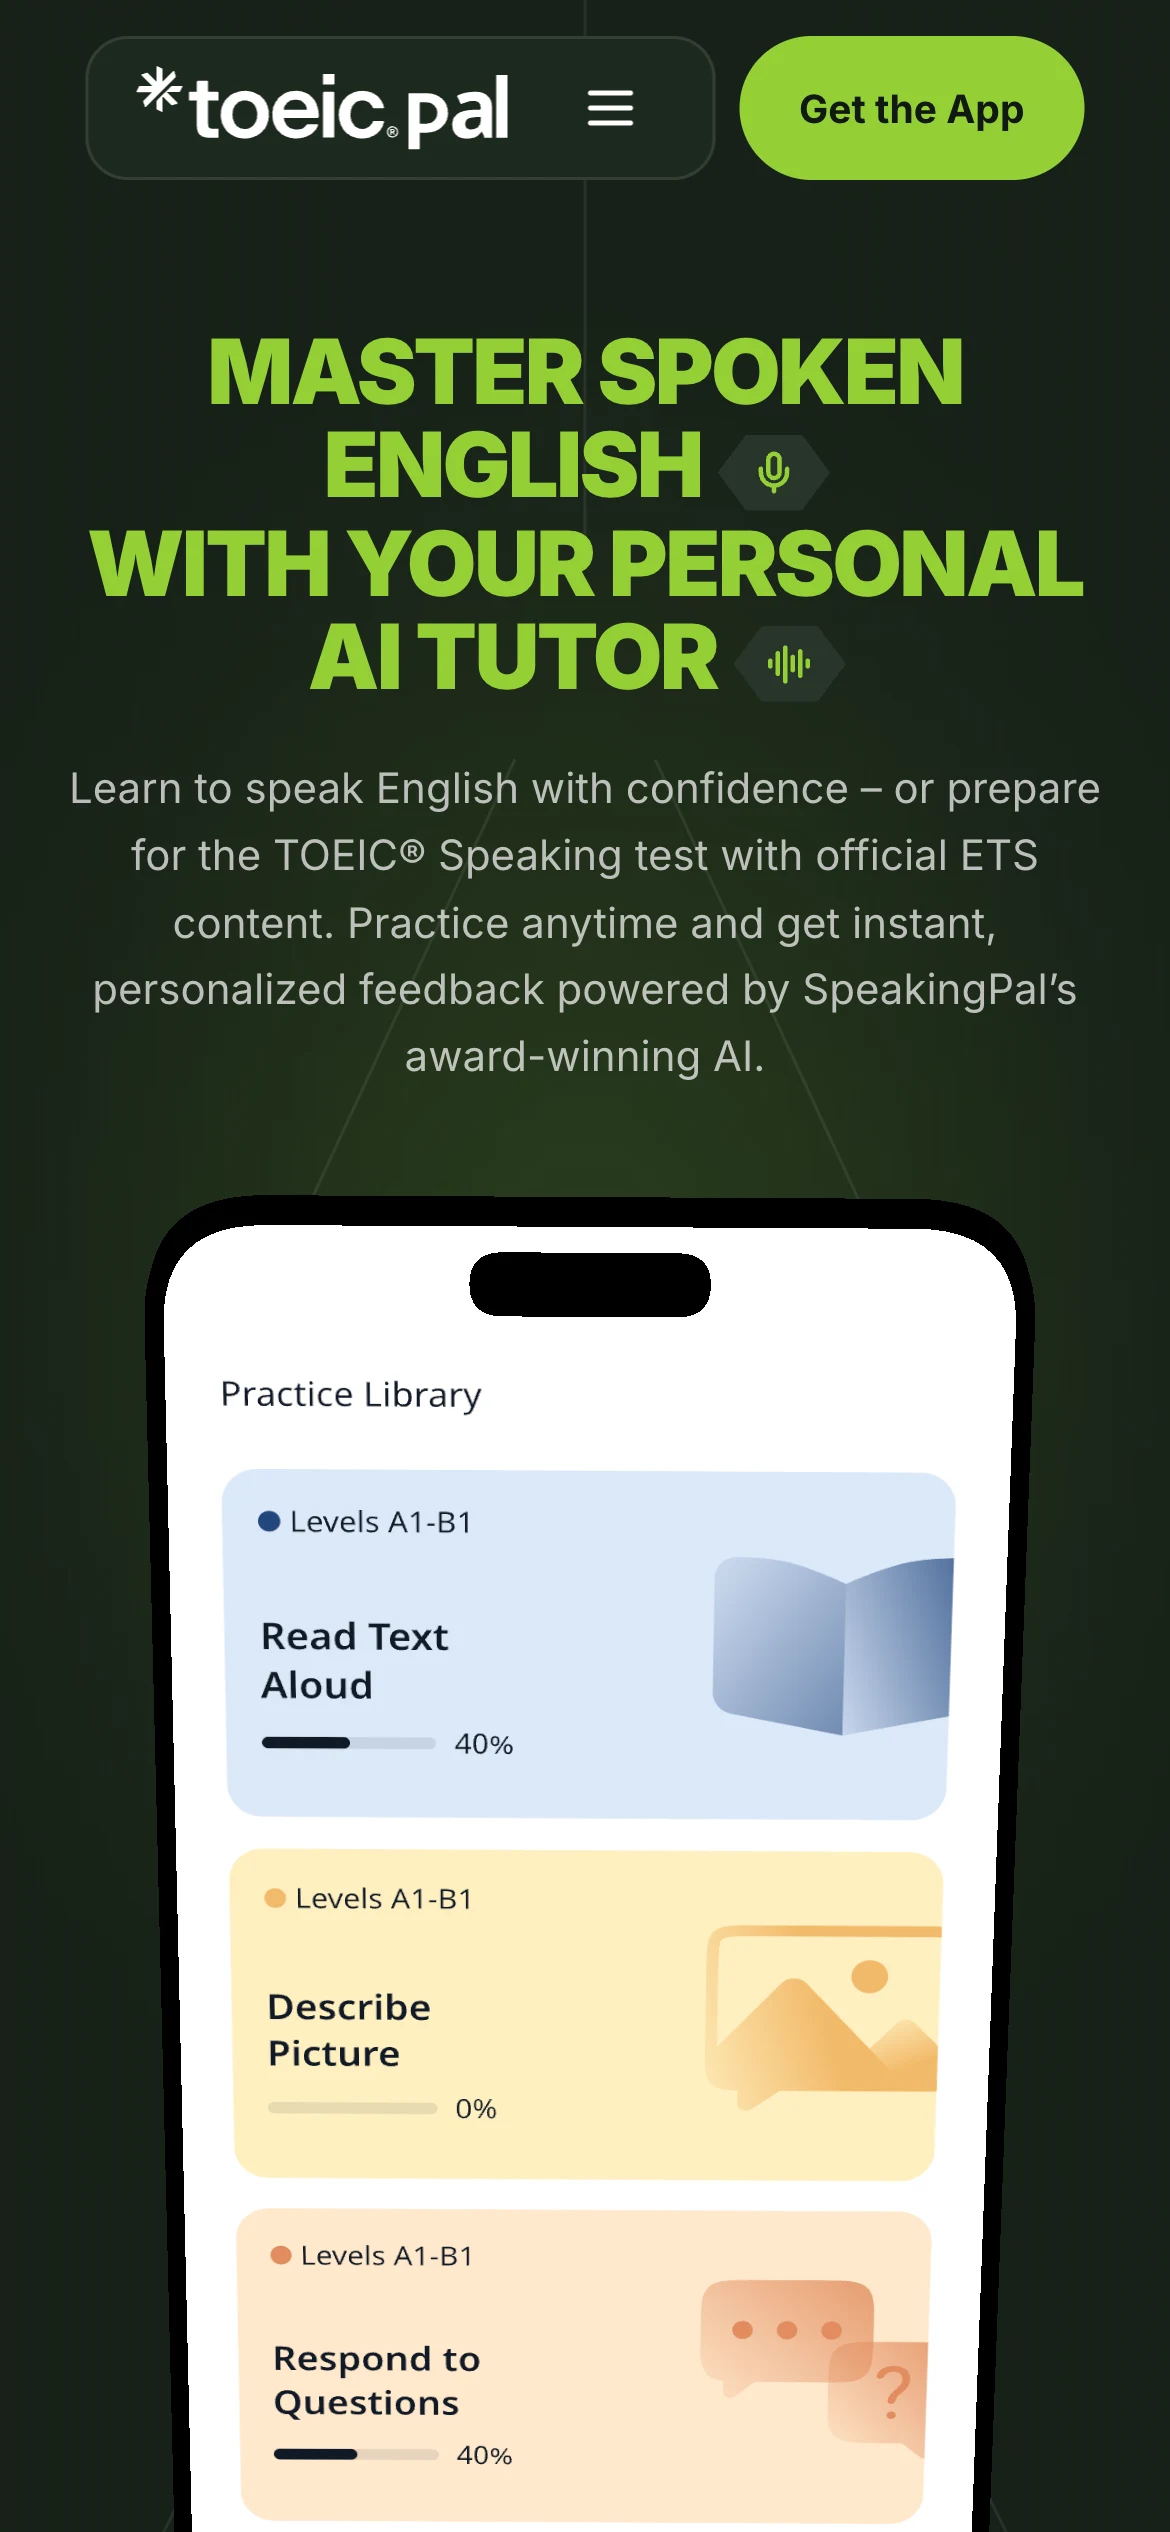 toeic® pal
Get the App
MASTER SPOKEN
ENGLISH
WITH YOUR PERSONAL
AI TUTOR
Learn to speak English with confidence – or prepare
for the TOEIC® Speaking test with official ETS
content. Practice anytime and get instant,
personalized feedback powered by SpeakingPal’s
award-winning AI.
Practice Library
Levels A1-B1
Read Text
Aloud
40%
Levels A1-B1
Describe
Picture
0%
Levels A1-B1
Respond to
Questions
?
40%